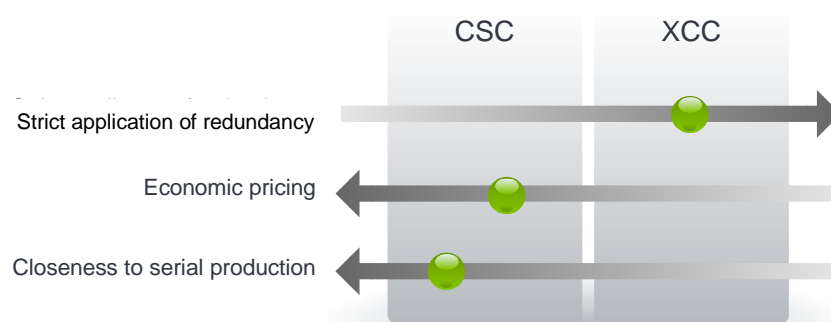 CSC XCC
Strict application of redundancy
Economic pricing
Closeness to serial production